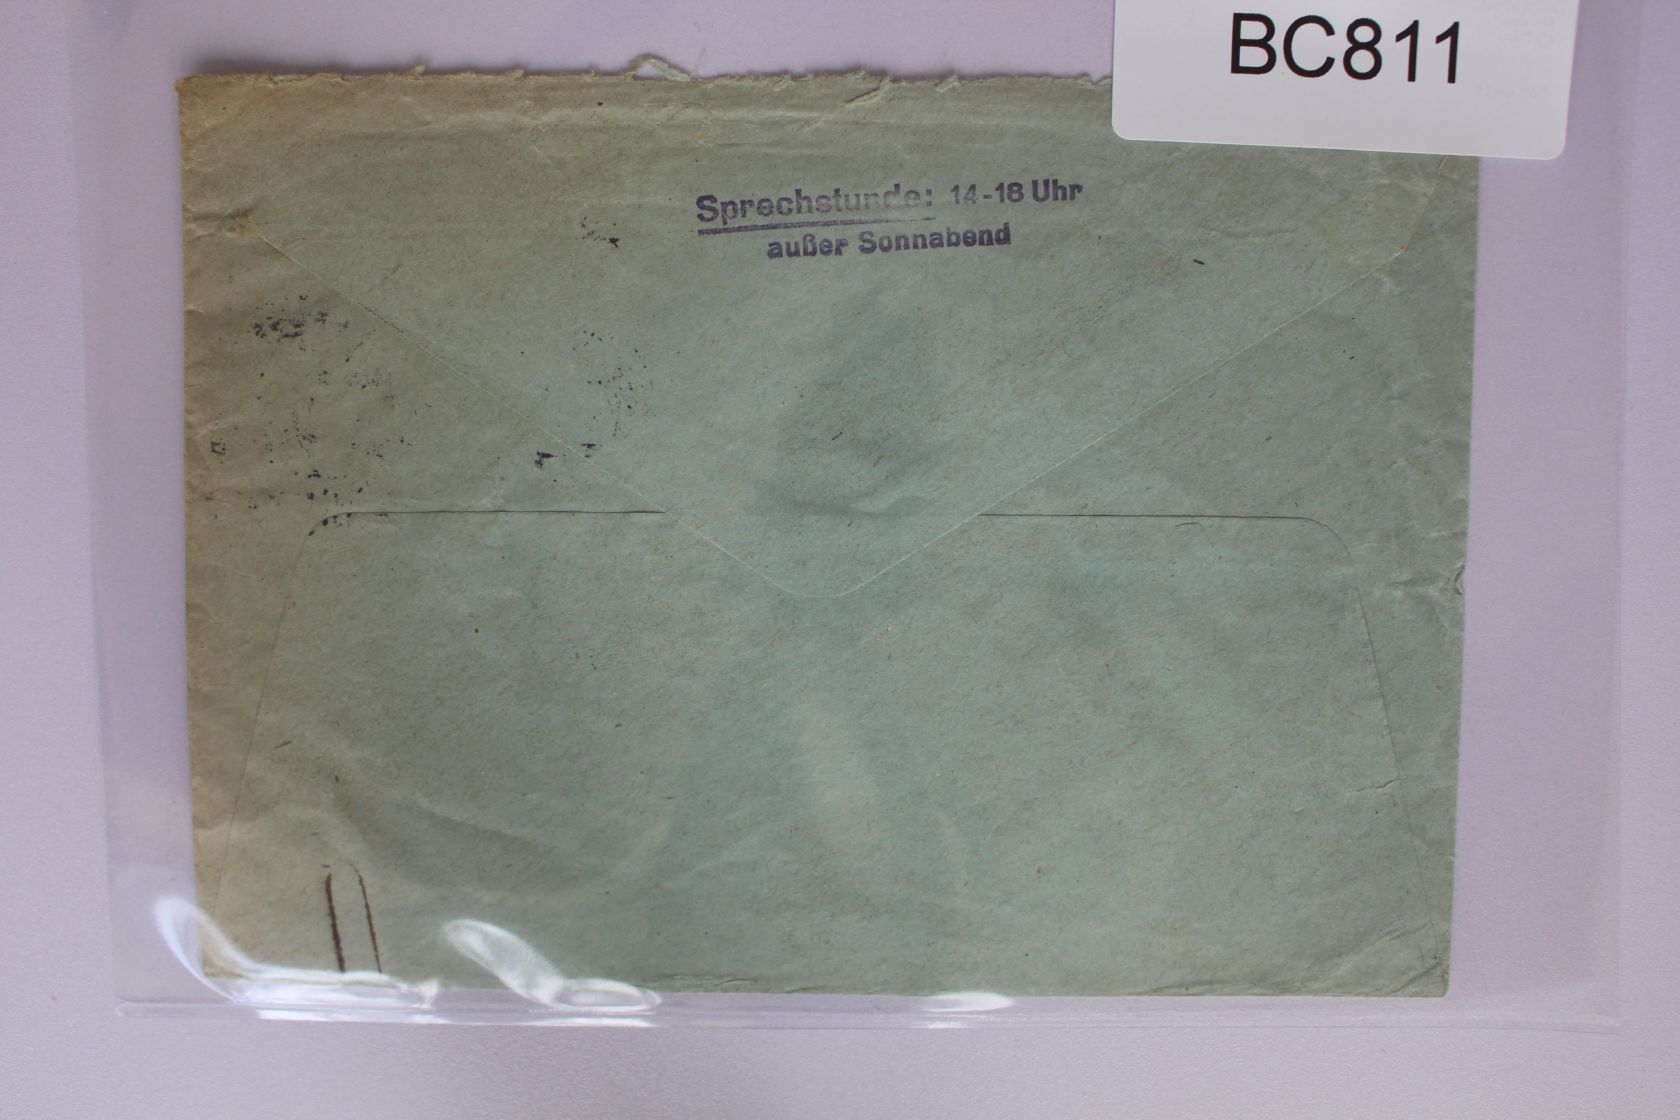 BC811
Sprechstunde: 14-18 Uhr
außer Sonnabend